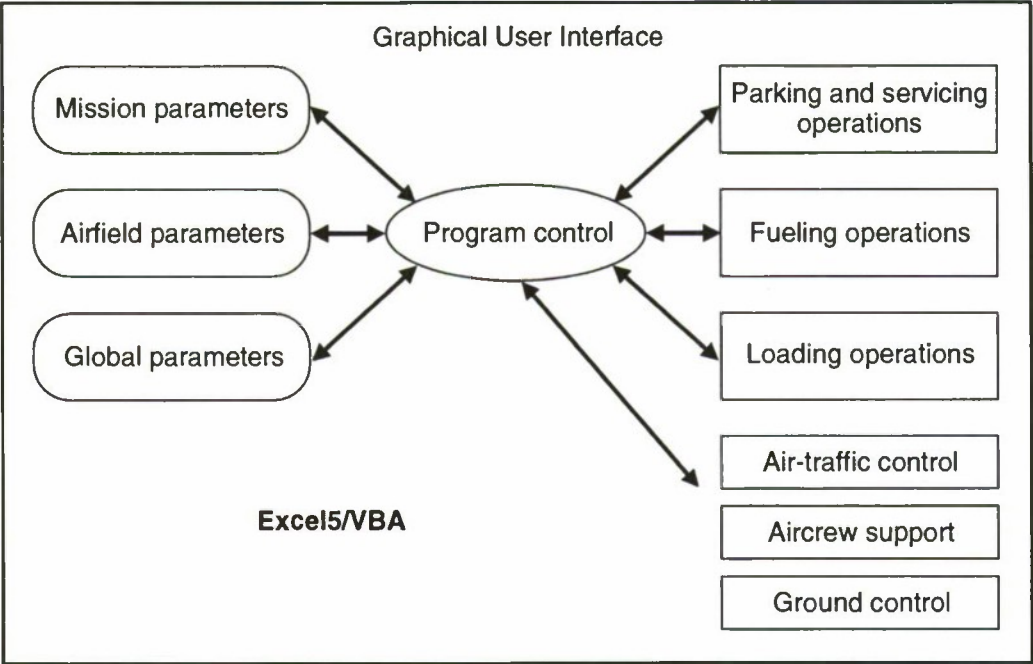 Graphical User Interface
Mission parameters
Airfield parameters
Global parameters
Program control
Parking and servicing
operations
Fueling operations
Loading operations
Air-traffic control
Aircrew support
Ground control
Excel5/VBA